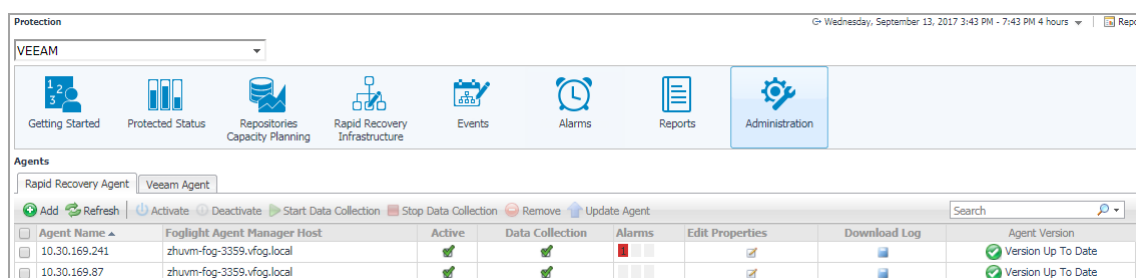 Protection
Wednesday, September 13, 2017 3:43 PM - 7:43 PM 4 hours
VEEAM
1 2 3
Getting Started
Protected Status
Repositories Capacity Planning
Rapid Recovery Infrastructure
Events
Alarms
Reports
Administration
Agents
Rapid Recovery Agent Veeam Agent
Add Refresh Activate Deactivate Start Data Collection Stop Data Collection Remove Update Agent Search
Agent Name Foglight Agent Manager Host Active Data Collection Alarms Edit Properties Download Log Agent Version
10.30.169.241 zhuvm-fog-3359.vfog.local 1 Version Up To Date
10.30.169.87 zhuvm-fog-3359.vfog.local Version Up To Date